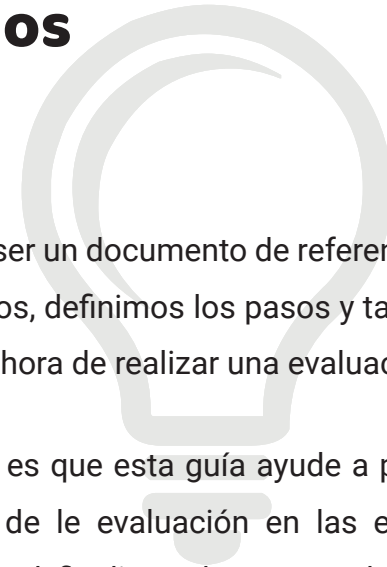 os
ser un documento de referen
os, definimos los pasos y ta
hora de realizar una evaluac
es que esta guía ayude a p
de le evaluación en las e